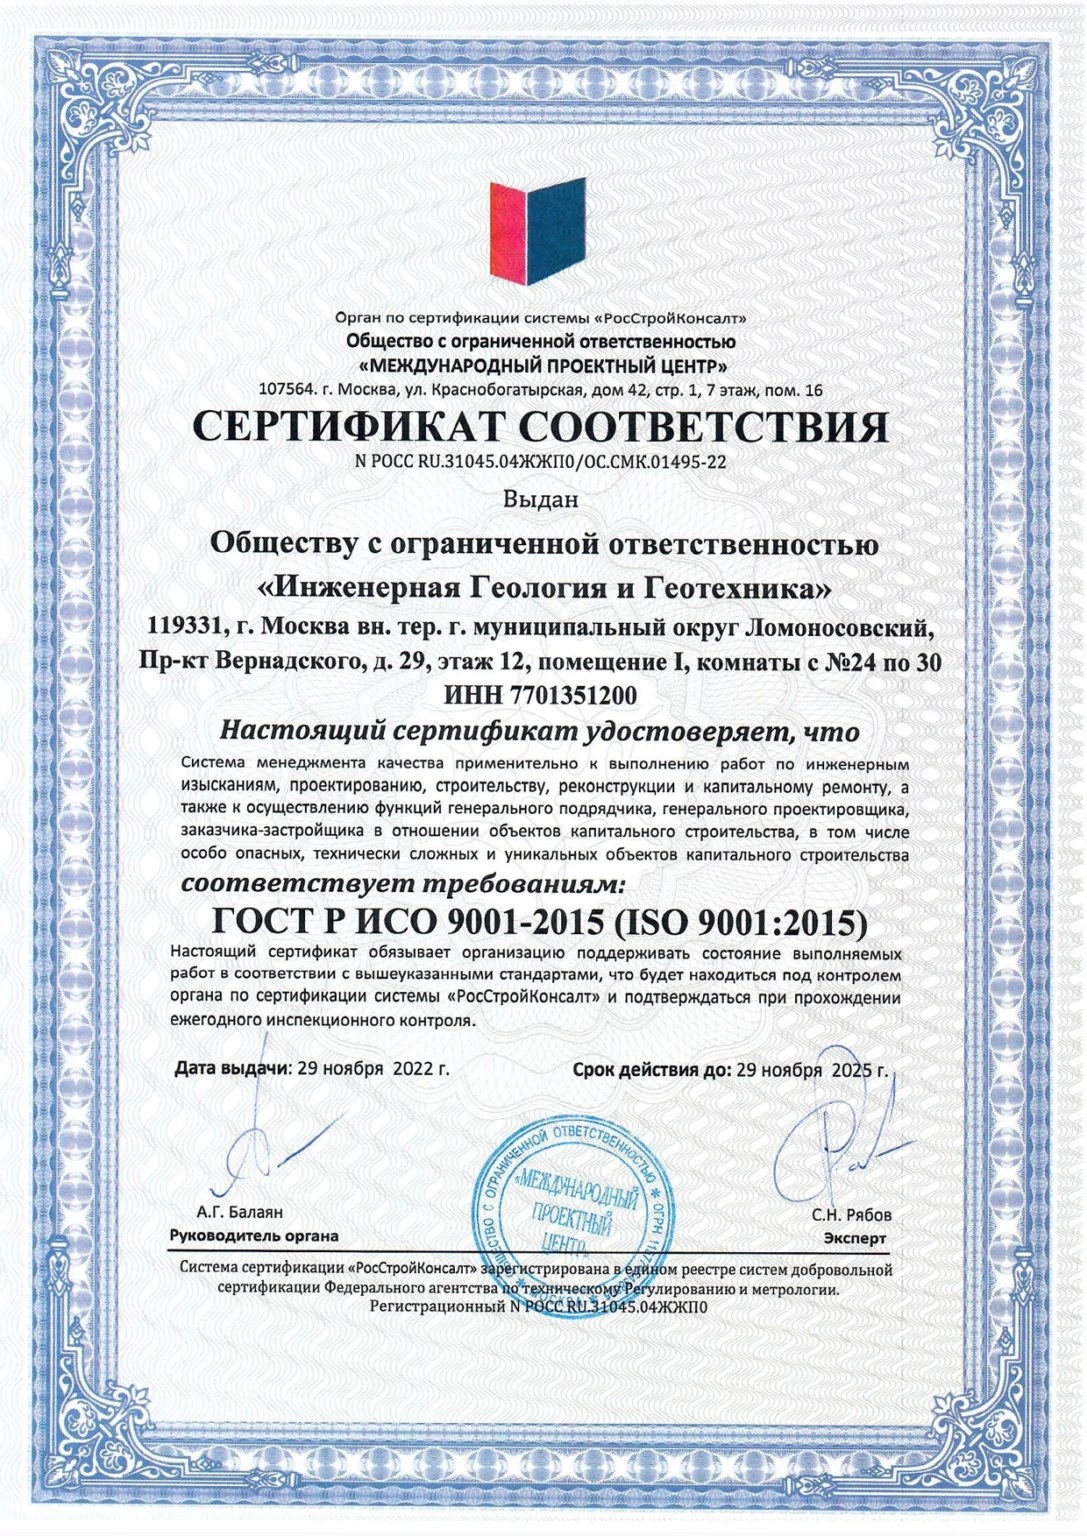 Орган по сертификации системы «РосСтройКонсалт»
Общество с ограниченной ответственностью
«МЕЖДУНАРОДНЫЙ ПРОЕКТНЫЙ ЦЕНТР»
107564. г. Москва, ул. Краснобогатырская, дом 42, стр. 1, 7 этаж, пом. 16
СЕРТИФИКАТ СООТВЕТСТВИЯ
N РОСС RU.31045.04ЖЖП0/ОС.СМК.01495-22
Выдан
Обществу с ограниченной ответственностью
«Инженерная Геология и Геотехника»
119331, г. Москва вн. тер. г. муниципальный округ Ломоносовский,
Пр-кт Вернадского, д. 29, этаж 12, помещение I, комнаты с №24 по 30
ИНН 7701351200
Настоящий сертификат удостоверяет, что
Система менеджмента качества применительно к выполнению работ по инженерным
изысканиям, проектированию, строительству, реконструкции и капитальному ремонту, а
также к осуществлению функций генерального подрядчика, генерального проектировщика,
заказчика-застройщика в отношении объектов капитального строительства, в том числе
особо опасных, технически сложных и уникальных объектов капитального строительства
соответствует требованиям:
ГОСТ Р ИСО 9001-2015 (ISO 9001:2015)
Настоящий сертификат обязывает организацию поддерживать состояние выполняемых
работ в соответствии с вышеуказанными стандартами, что будет находиться под контролем
органа по сертификации системы «РосСтройКонсалт» и подтверждаться при прохождении
ежегодного инспекционного контроля.
Дата выдачи: 29 ноября 2022 г. Срок действия до: 29 ноября 2025 г.
ОБЩЕСТВО С ОГРАНИЧЕННОЙ ОТВЕТСТВЕННОСТЬЮ * ОГРН
* МОСКВА *
«МЕЖДУНАРОДНЫЙ
ПРОЕКТНЫЙ
ЦЕНТР»
А.Г. Балаян С.Н. Рябов
Руководитель органа Эксперт
Система сертификации «РосСтройКонсалт» зарегистрирована в едином реестре систем добровольной
сертификации Федерального агентства по техническому Регулированию и метрологии.
Регистрационный N РОСС RU.31045.04ЖЖП0